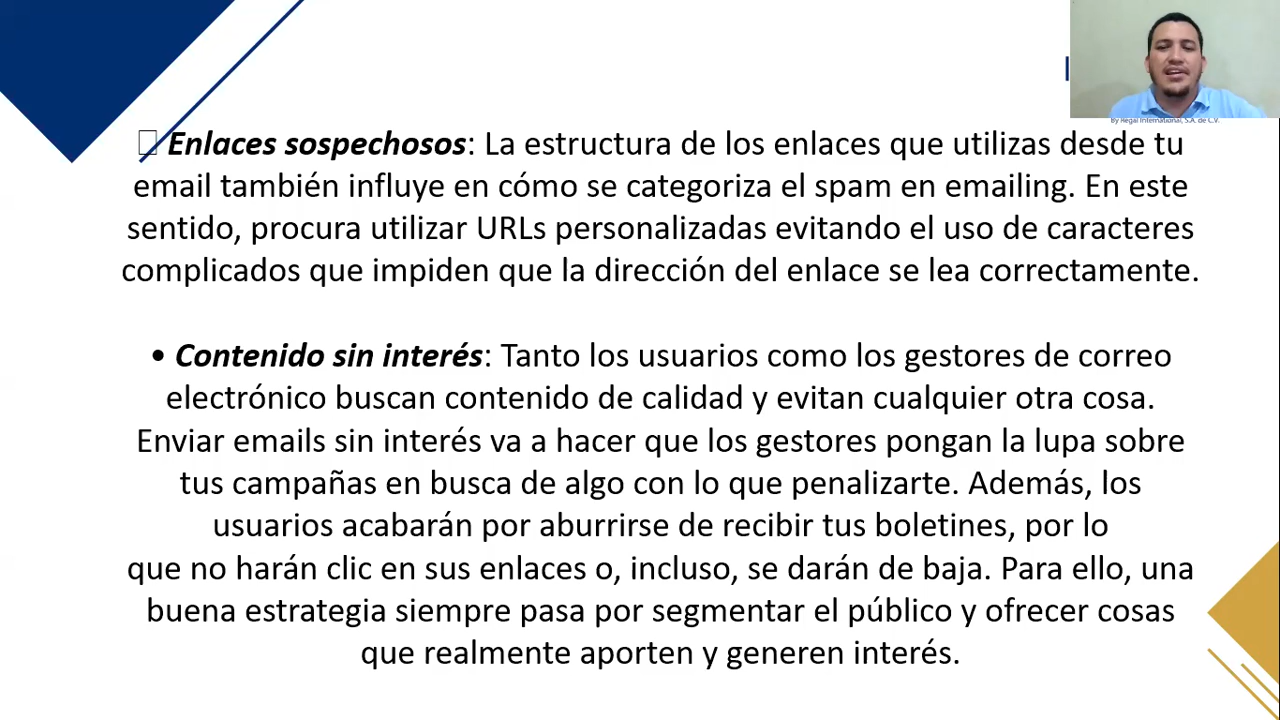 By Regal International, S.A. de C.V.
Enlaces sospechosos: La estructura de los enlaces que utilizas desde tu
email también influye en cómo se categoriza el spam en emailing. En este
sentido, procura utilizar URLs personalizadas evitando el uso de caracteres
complicados que impiden que la dirección del enlace se lea correctamente.
• Contenido sin interés: Tanto los usuarios como los gestores de correo
electrónico buscan contenido de calidad y evitan cualquier otra cosa.
Enviar emails sin interés va a hacer que los gestores pongan la lupa sobre
tus campañas en busca de algo con lo que penalizarte. Además, los
usuarios acabarán por aburrirse de recibir tus boletines, por lo
que no harán clic en sus enlaces o, incluso, se darán de baja. Para ello, una
buena estrategia siempre pasa por segmentar el público y ofrecer cosas
que realmente aporten y generen interés.